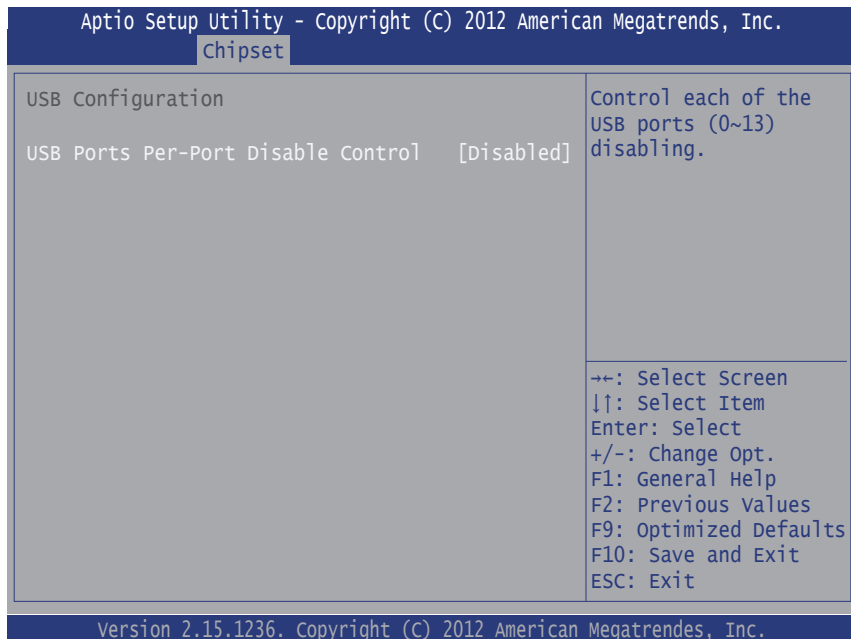 Aptio Setup Utility - Copyright (C) 2012 American Megatrends, Inc.
Chipset
USB Configuration
USB Ports Per-Port Disable Control [Disabled]
Control each of the
USB ports (0~13)
disabling.
→←: Select Screen
↓↑: Select Item
Enter: Select
+/-: Change Opt.
F1: General Help
F2: Previous Values
F9: Optimized Defaults
F10: Save and Exit
ESC: Exit
Version 2.15.1236. Copyright (C) 2012 American Megatrendes, Inc.